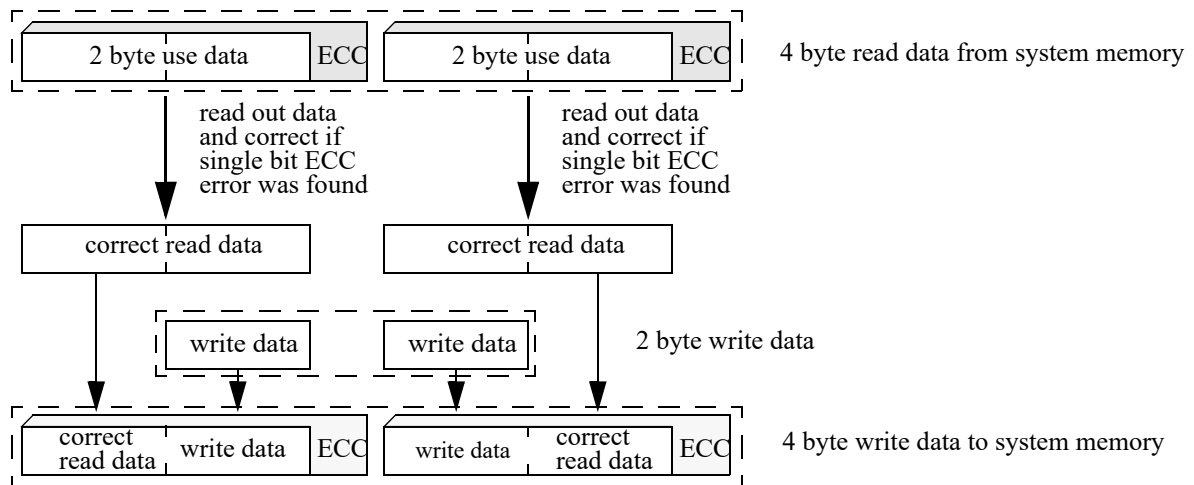 2 byte use data ECC 2 byte use data ECC 4 byte read data from system memory
read out data
and correct if
single bit ECC
error was found
read out data
and correct if
single bit ECC
error was found
correct read data correct read data
write data write data 2 byte write data
correct
read data write data ECC write data correct
read data ECC 4 byte write data to system memory